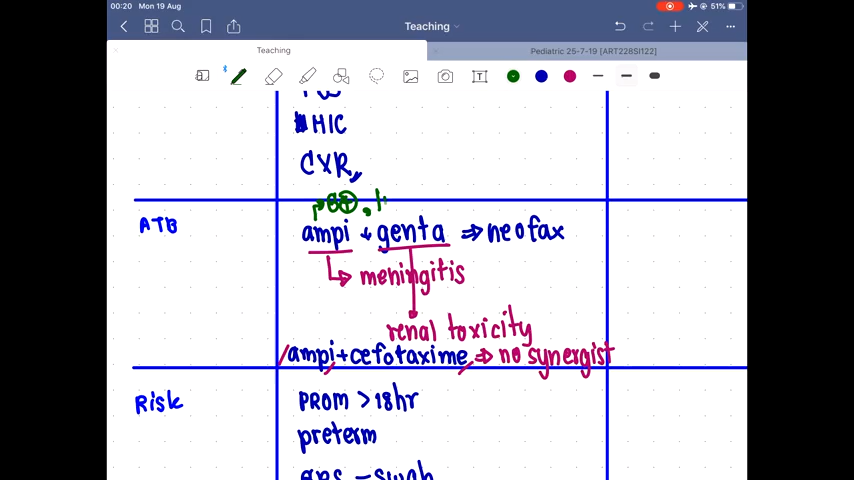 00:20 Mon 19 Aug
51%
Teaching
Teaching
Pediatric 25-7-19 [ART228SI122]
HIC
CXR,
ATB
ampi + genta ⇒ neofax
meningitis
renal toxicity
ampi+cefotaxime ⇒ no synergist
Risk
PROM > 18hr
preterm